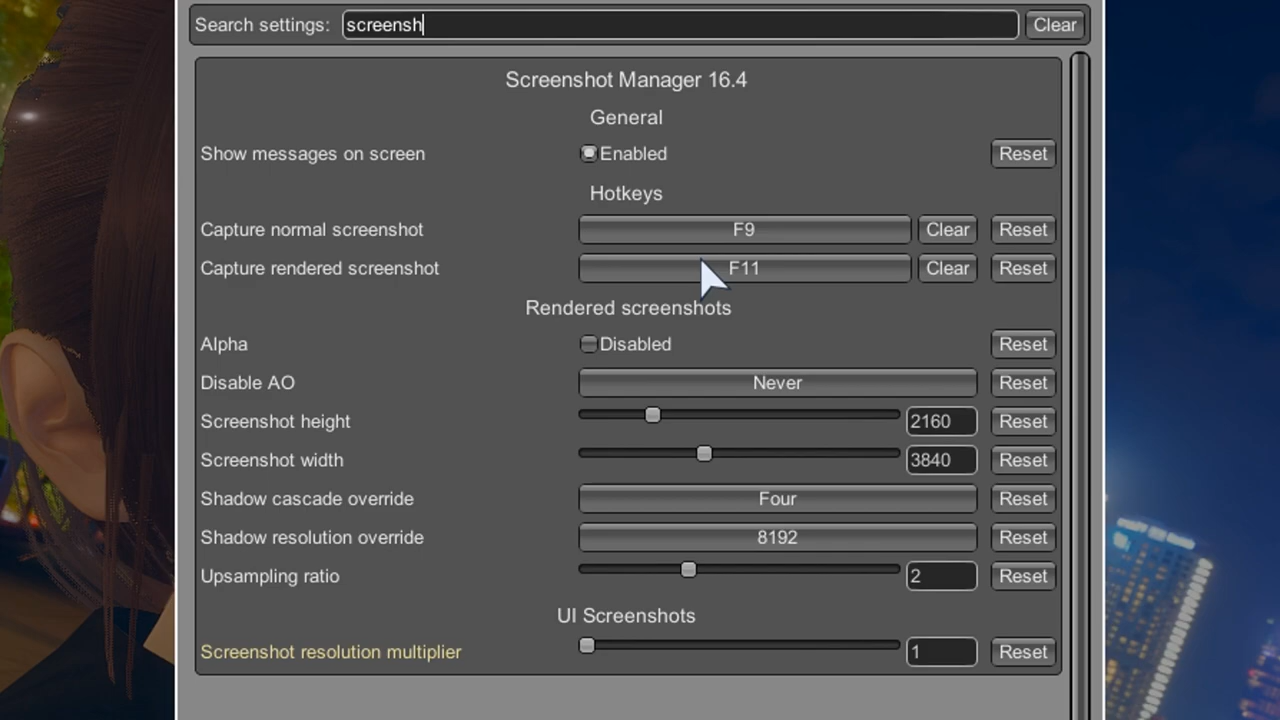 Search settings: screensh Clear
Screenshot Manager 16.4
General
Show messages on screen Enabled Reset
Hotkeys
Capture normal screenshot F9 Clear Reset
Capture rendered screenshot F11 Clear Reset
Rendered screenshots
Alpha Disabled Reset
Disable AO Never Reset
Screenshot height 2160 Reset
Screenshot width 3840 Reset
Shadow cascade override Four Reset
Shadow resolution override 8192 Reset
Upsampling ratio 2 Reset
UI Screenshots
Screenshot resolution multiplier 1 Reset